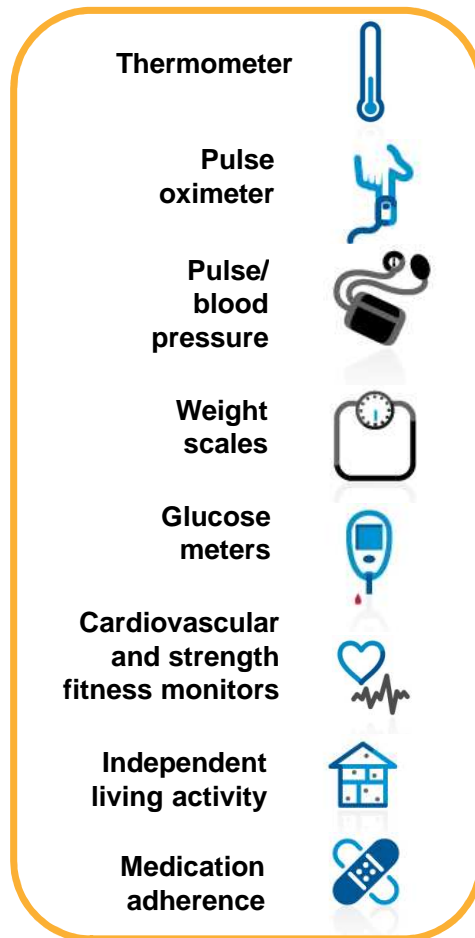 Thermometer
Pulse
oximeter
Pulse/
blood
pressure
Weight
scales
Glucose
meters
Cardiovascular
and strength
fitness monitors
Independent
living activity
Medication
adherence